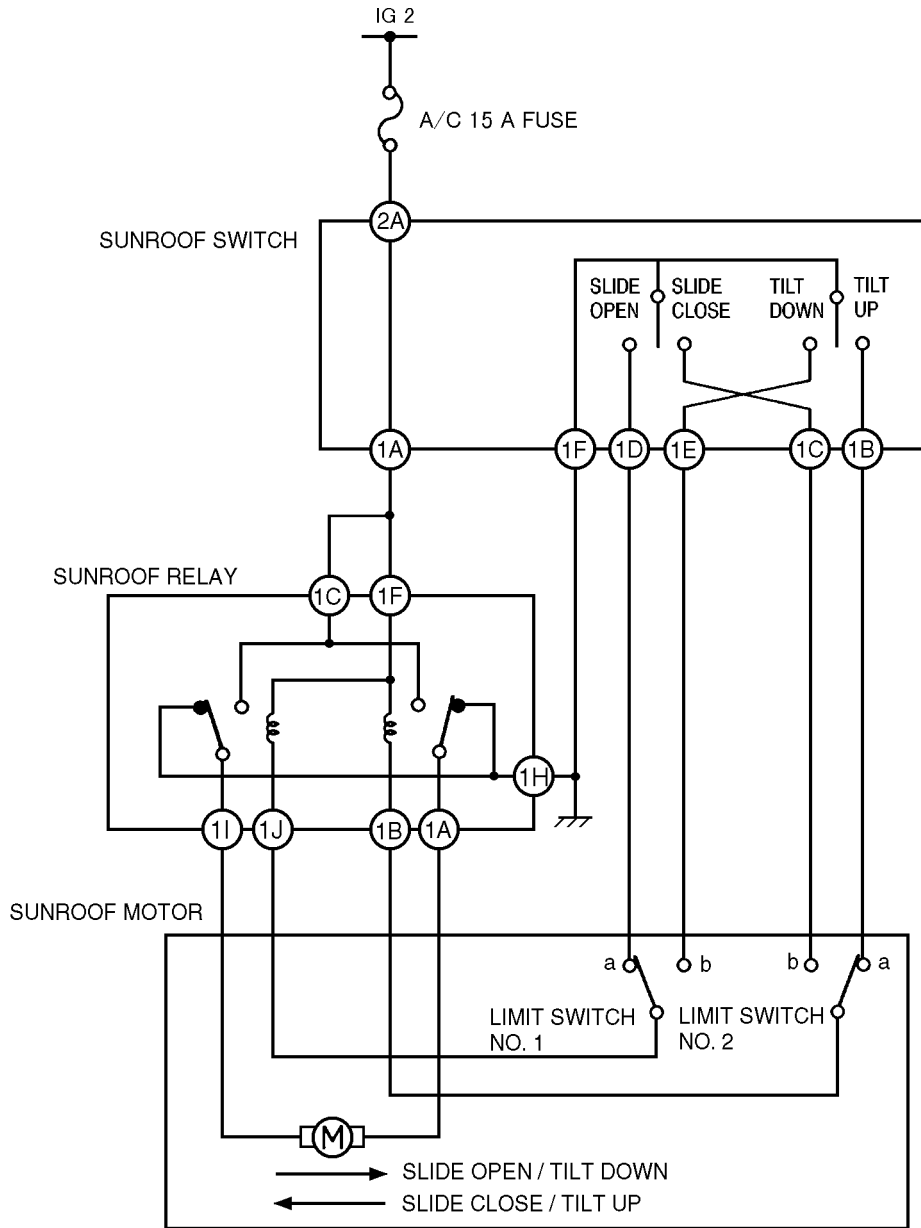 IG 2
A/C 15 A FUSE
2A
SUNROOF SWITCH
SLIDE OPEN
SLIDE CLOSE
TILT DOWN
TILT UP
1A
1F
1D
1E
1C
1B
SUNROOF RELAY
1C
1F
1H
1I
1J
1B
1A
SUNROOF MOTOR
a
b
b
a
LIMIT SWITCH
NO. 1
LIMIT SWITCH
NO. 2
M
SLIDE OPEN / TILT DOWN
SLIDE CLOSE / TILT UP